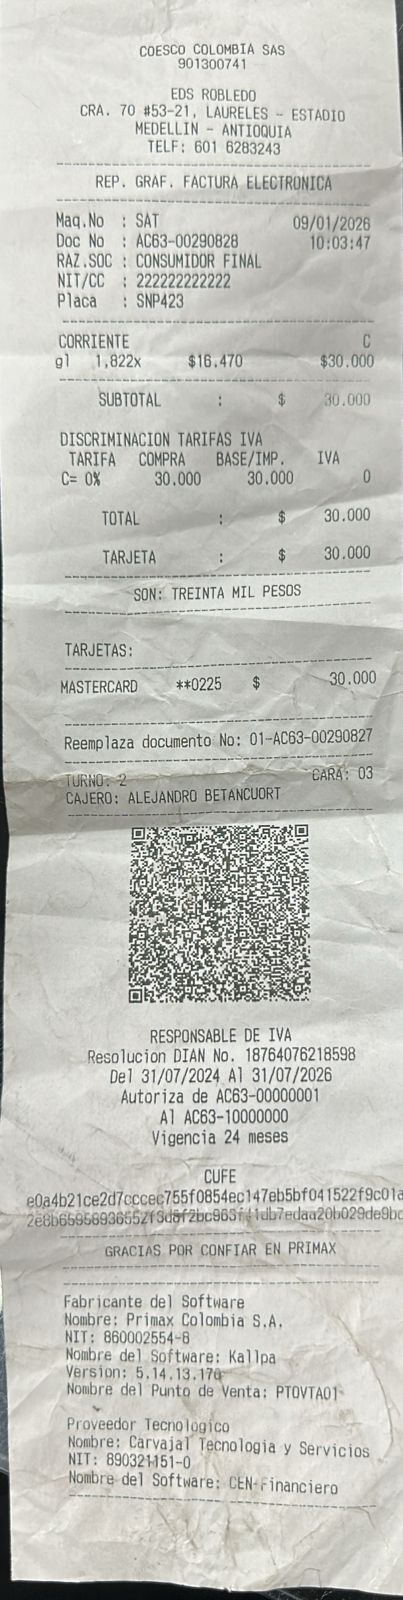 COESCO COLOMBIA SAS
901300741
EDS ROBLEDO
CRA. 70 #53-21, LAURELES - ESTADIO
MEDELLIN - ANTIOQUIA
TELF: 601 6283243
REP. GRAF. FACTURA ELECTRONICA
Maq.No : SAT 09/01/2026
Doc No : AC63-00290828 10:03:47
RAZ.SOC : CONSUMIDOR FINAL
NIT/CC : 222222222222
Placa : SNP423
CORRIENTE C
gl 1,822x $16.470 $30.000
SUBTOTAL : $ 30.000
DISCRIMINACION TARIFAS IVA
TARIFA COMPRA BASE/IMP. IVA
C= 0% 30.000 30.000 0
TOTAL : $ 30.000
TARJETA : $ 30.000
SON: TREINTA MIL PESOS
TARJETAS:
MASTERCARD **0225 $ 30.000
Reemplaza documento No: 01-AC63-00290827
TURNO: 2 CARA: 03
CAJERO: ALEJANDRO BETANCUORT
RESPONSABLE DE IVA
Resolucion DIAN No. 18764076218598
Del 31/07/2024 Al 31/07/2026
Autoriza de AC63-00000001
Al AC63-10000000
Vigencia 24 meses
CUFE
e0a4b21ce2d7cccec755f0854ec147eb5bf041522f9c01a
GRACIAS POR CONFIAR EN PRIMAX
Fabricante del Software
Nombre: Primax Colombia S.A.
NIT: 860002554-8
Nombre del Software: Kallpa
Version: 5.14.13.170
Nombre del Punto de Venta: PTOVTA01
Proveedor Tecnologico
Nombre: Carvajal Tecnologia y Servicios
NIT: 890321151-0
Nombre del Software: CEN-Financiero